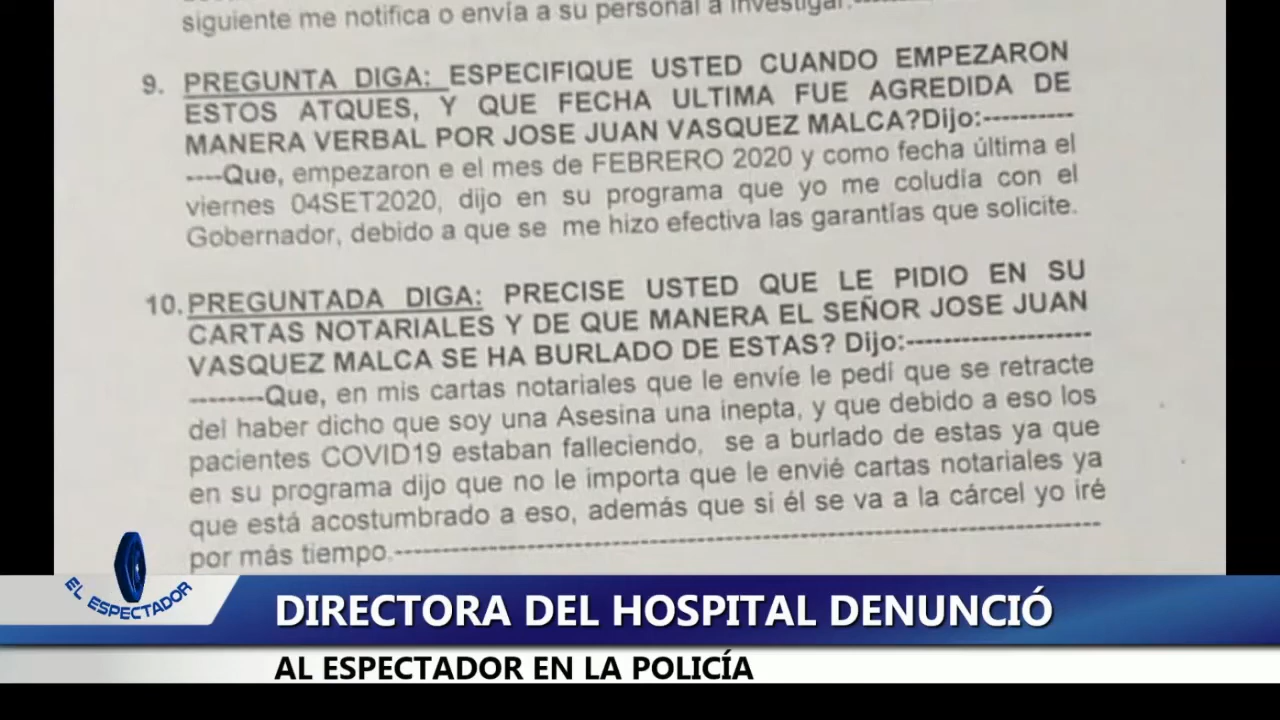 siguiente me notifica o envía a su personal a investigar.----------
9. PREGUNTA DIGA: ESPECIFIQUE USTED CUANDO EMPEZARON
ESTOS ATQUES, Y QUE FECHA ULTIMA FUE AGREDIDA DE
MANERA VERBAL POR JOSE JUAN VASQUEZ MALCA?Dijo:----------
----Que, empezaron e el mes de FEBRERO 2020 y como fecha última el
viernes 04SET2020, dijo en su programa que yo me coludía con el
Gobernador, debido a que se me hizo efectiva las garantías que solicite.
10. PREGUNTADA DIGA: PRECISE USTED QUE LE PIDIO EN SU
CARTAS NOTARIALES Y DE QUE MANERA EL SEÑOR JOSE JUAN
VASQUEZ MALCA SE HA BURLADO DE ESTAS? Dijo:--------------------
--------Que, en mis cartas notariales que le envíe le pedí que se retracte
del haber dicho que soy una Asesina una inepta, y que debido a eso los
pacientes COVID19 estaban falleciendo, se a burlado de estas ya que
en su programa dijo que no le importa que le envié cartas notariales ya
que está acostumbrado a eso, además que si él se va a la cárcel yo iré
por más tiempo.----------------------------------------------------------------
EL ESPECTADOR
DIRECTORA DEL HOSPITAL DENUNCIÓ
AL ESPECTADOR EN LA POLICÍA